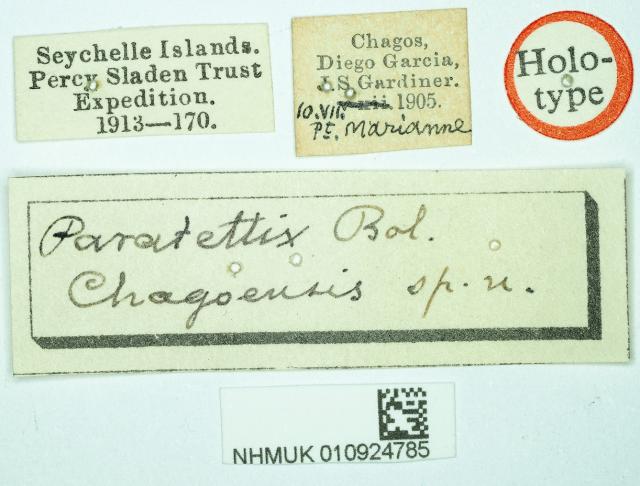 Seychelle Islands.
Percy Sladen Trust
Expedition.
1913—170.
Chagos,
Diego Garcia,
J.S. Gardiner.
10.VII. 1905.
Pt. Marianne
Holo-
type
Paratettix Bol.
Chagoensis sp. n.
NHMUK 010924785